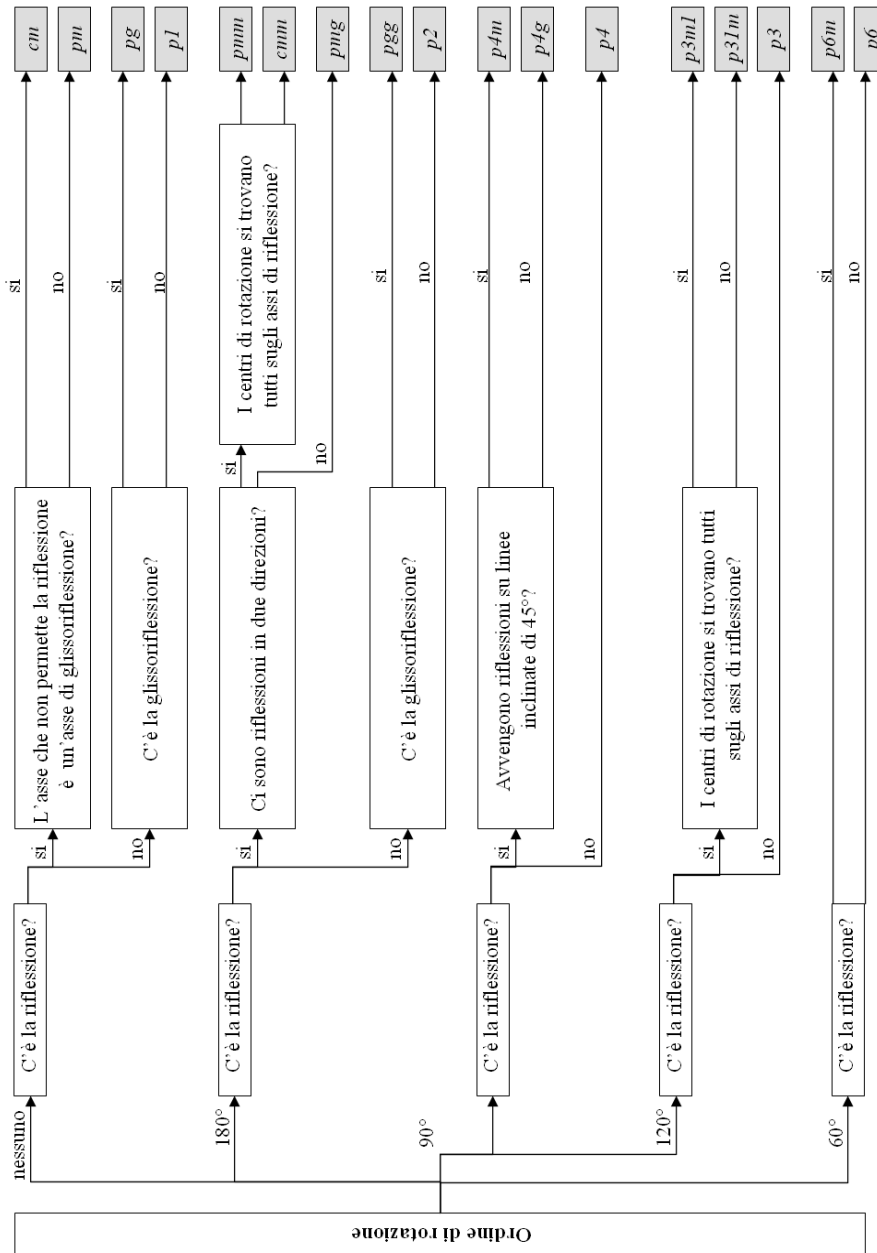 Ordine di rotazione
nessuno
C'è la riflessione?
si
L'asse che non permette la riflessione
è un'asse di glissoriflessione?
si
cm
no
pm
no
C'è la glissoriflessione?
si
pg
no
p1
180°
C'è la riflessione?
si
Ci sono riflessioni in due direzioni?
si
I centri di rotazione si trovano
tutti sugli assi di riflessione?
pmm
cmm
no
pmg
no
C'è la glissoriflessione?
si
pgg
no
p2
90°
C'è la riflessione?
si
Avvengono riflessioni su linee
inclinate di 45°?
si
p4m
no
p4g
no
p4
120°
C'è la riflessione?
si
I centri di rotazione si trovano tutti
sugli assi di riflessione?
si
p3m1
no
p31m
no
p3
60°
C'è la riflessione?
si
p6m
no
p6